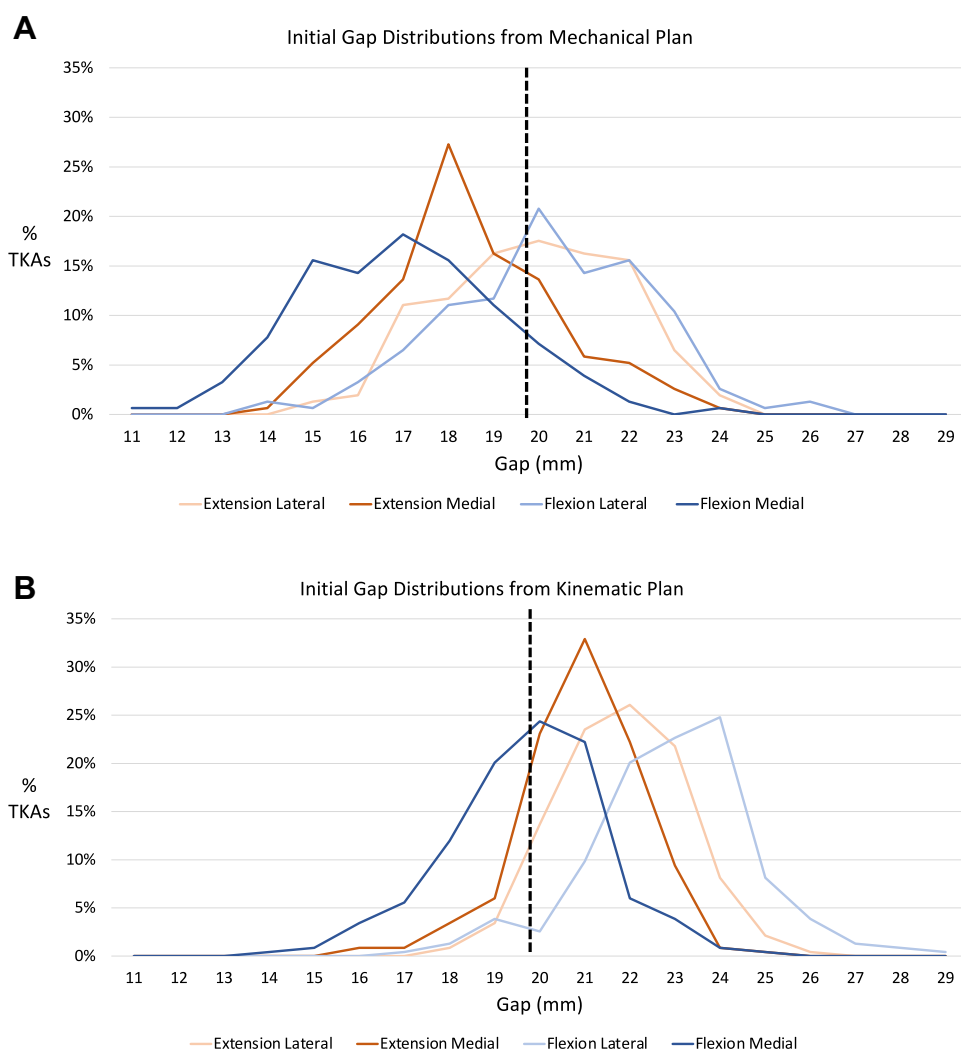 A
Initial Gap Distributions from Mechanical Plan
35%
30%
25%
20%
15%
10%
5%
0%
%
TKAs
11 12 13 14 15 16 17 18 19 20 21 22 23 24 25 26 27 28 29
Gap (mm)
Extension Lateral Extension Medial Flexion Lateral Flexion Medial
B
Initial Gap Distributions from Kinematic Plan
35%
30%
25%
20%
15%
10%
5%
0%
%
TKAs
11 12 13 14 15 16 17 18 19 20 21 22 23 24 25 26 27 28 29
Gap (mm)
Extension Lateral Extension Medial Flexion Lateral Flexion Medial